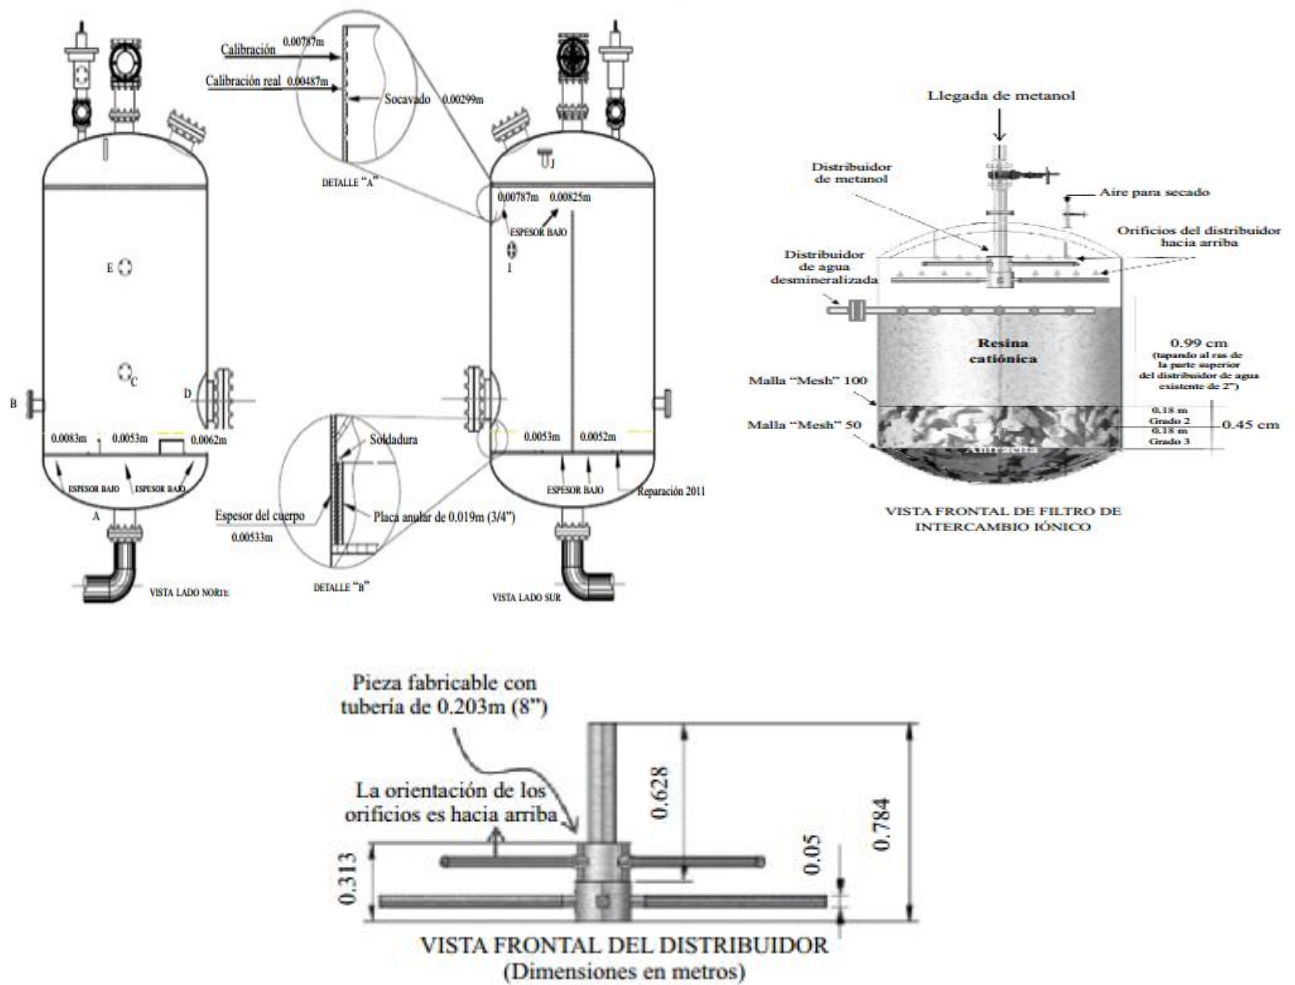 Calibración 0.00787m
Calibración real 0.00487m
Socavado 0.00299m
DETALLE "A"
J
0.00787m 0.00825m
ESPESOR BAJO
I
E
C
D
B
0.0083m 0.0053m 0.0062m
ESPESOR BAJO ESPESOR BAJO
A
VISTA LADO NORTE
Soldadura
Espesor del cuerpo
0.00533m
Placa anular de 0.019m (3/4")
DETALLE "B"
0.0053m 0.0052m
ESPESOR BAJO
Reparación 2011
VISTA LADO SUR
Llegada de metanol
Distribuidor
de metanol
Aire para secado
Orificios del distribuidor
hacia arriba
Distribuidor
de agua
desmineralizada
Resina
catiónica
0.99 cm
(tapando al ras de
la parte superior
del distribuidor de agua
existente de 2")
Malla "Mesh" 100
Malla "Mesh" 50
0.18 m
Grado 2
0.18 m
Grado 3
0.45 cm
Antracita
VISTA FRONTAL DE FILTRO DE
INTERCAMBIO IÓNICO
Pieza fabricable con
tubería de 0.203m (8")
La orientación de los
orificios es hacia arriba
0.313
0.628
0.05
0.784
VISTA FRONTAL DEL DISTRIBUIDOR
(Dimensiones en metros)